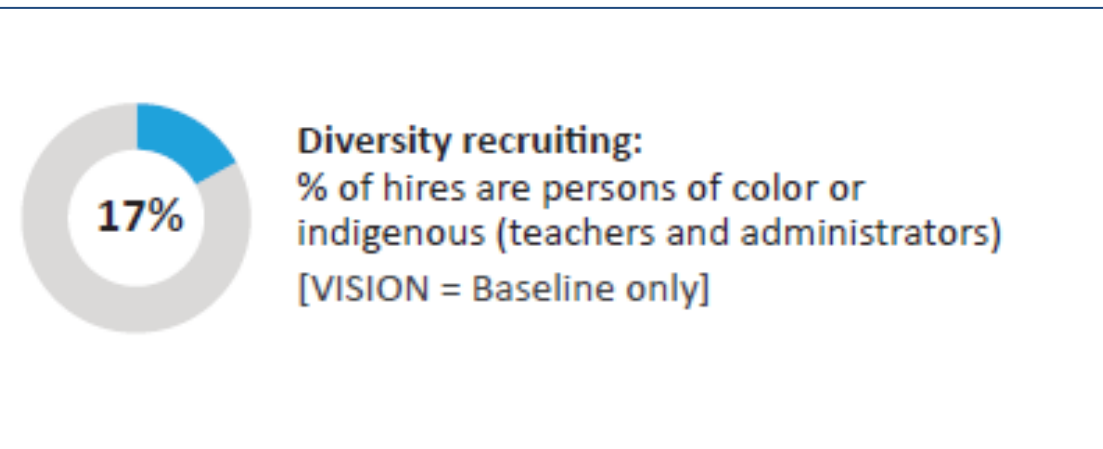 17%
Diversity recruiting:
% of hires are persons of color or
indigenous (teachers and administrators)
[VISION = Baseline only]